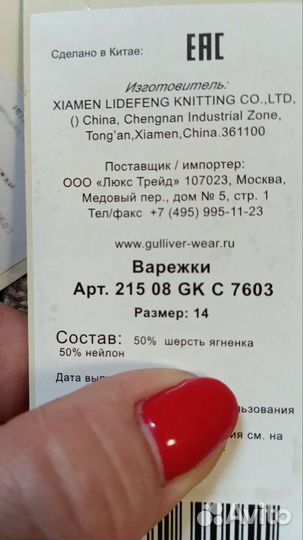 Сделано в Китае: EAC
Изготовитель:
XIAMEN LIDEFENG KNITTING CO.,LTD,
() China, Chengnan Industrial Zone,
Tong'an,Xiamen,China.361100
Поставщик / импортер:
ООО «Люкс Трейд» 107023, Москва,
Медовый пер., дом № 5, стр. 1
Тел/факс +7 (495) 995-11-23
www.gulliver-wear.ru
Варежки
Арт. 215 08 GK C 7603
Размер: 14
Состав: 50% шерсть ягненка
50% нейлон
Дата
см. на
7603
Avito